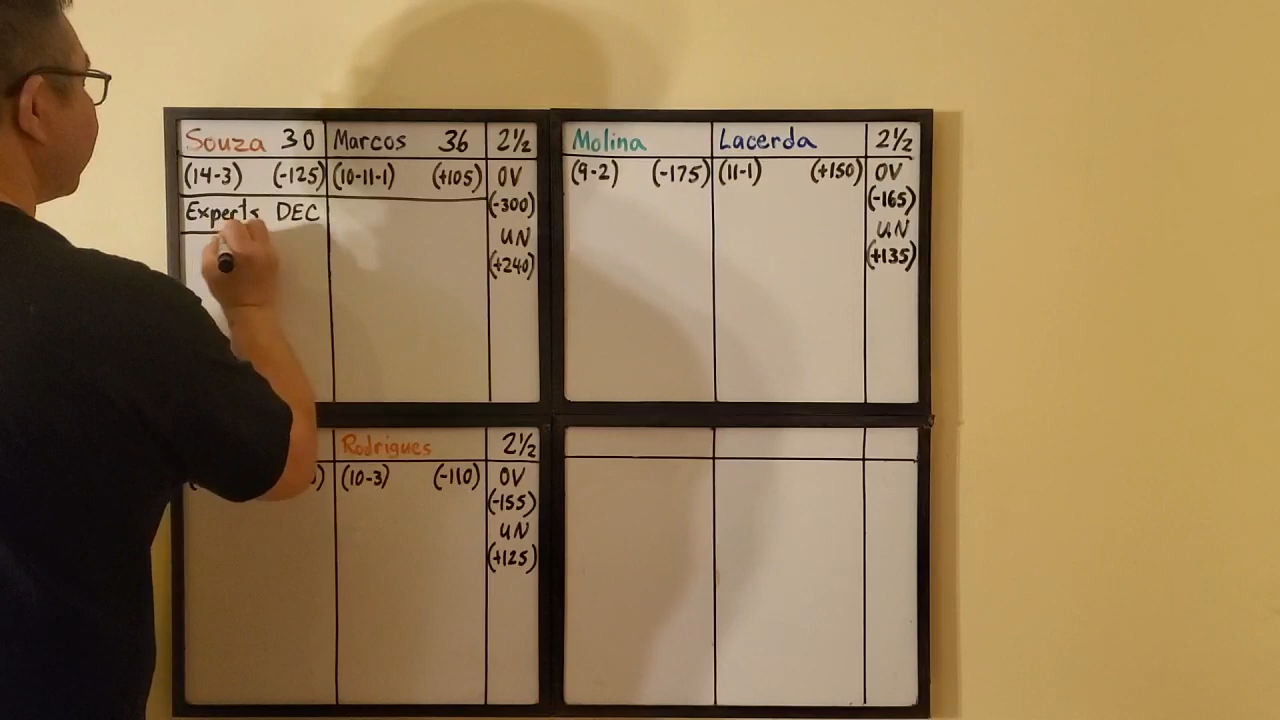 Souza 30 Marcos 36 2½
(14-3) (-125) (10-11-1) (+105) OV
(-300)
Experts DEC
UN
(+240)
Molina Lacerda 2½
(9-2) (-175) (11-1) (+150) OV
(-165)
UN
(+135)
Rodrigues 2½
(10-3) (-110) OV
(-155)
UN
(+125)